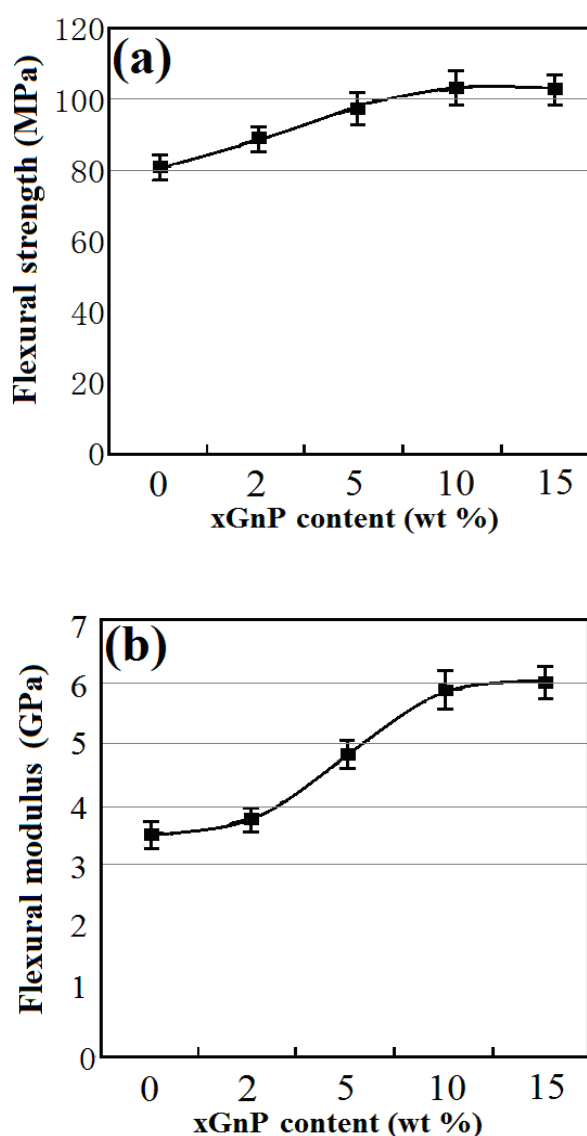 (a)
Flexural strength (MPa)
120
100
80
60
40
20
0
0 2 5 10 15
xGnP content (wt %)
(b)
Flexural modulus (GPa)
7
6
5
4
3
2
1
0
0 2 5 10 15
xGnP content (wt %)